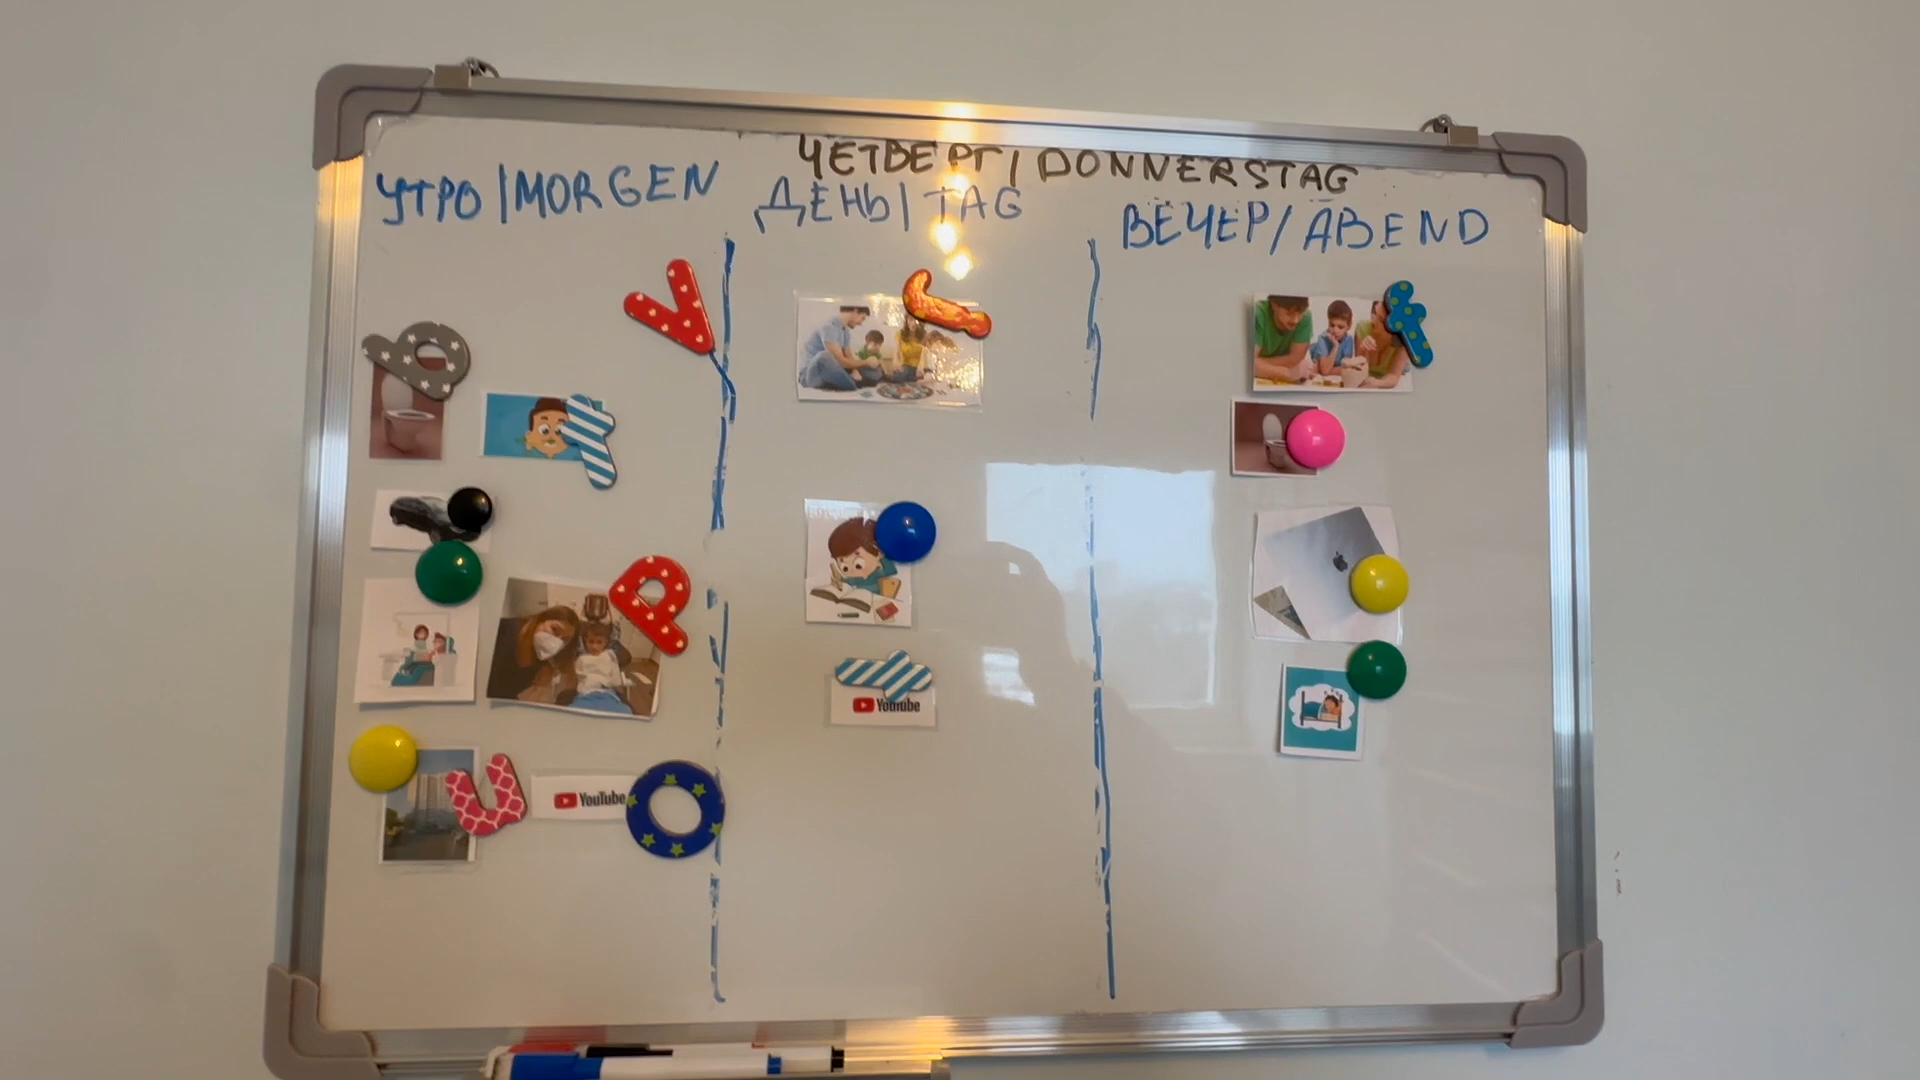 ЧЕТВЕРГ/DONNERSTAG
УТРО/MORGEN
ДЕНЬ/TAG
ВЕЧЕР/ABEND
YouTube
YouTube